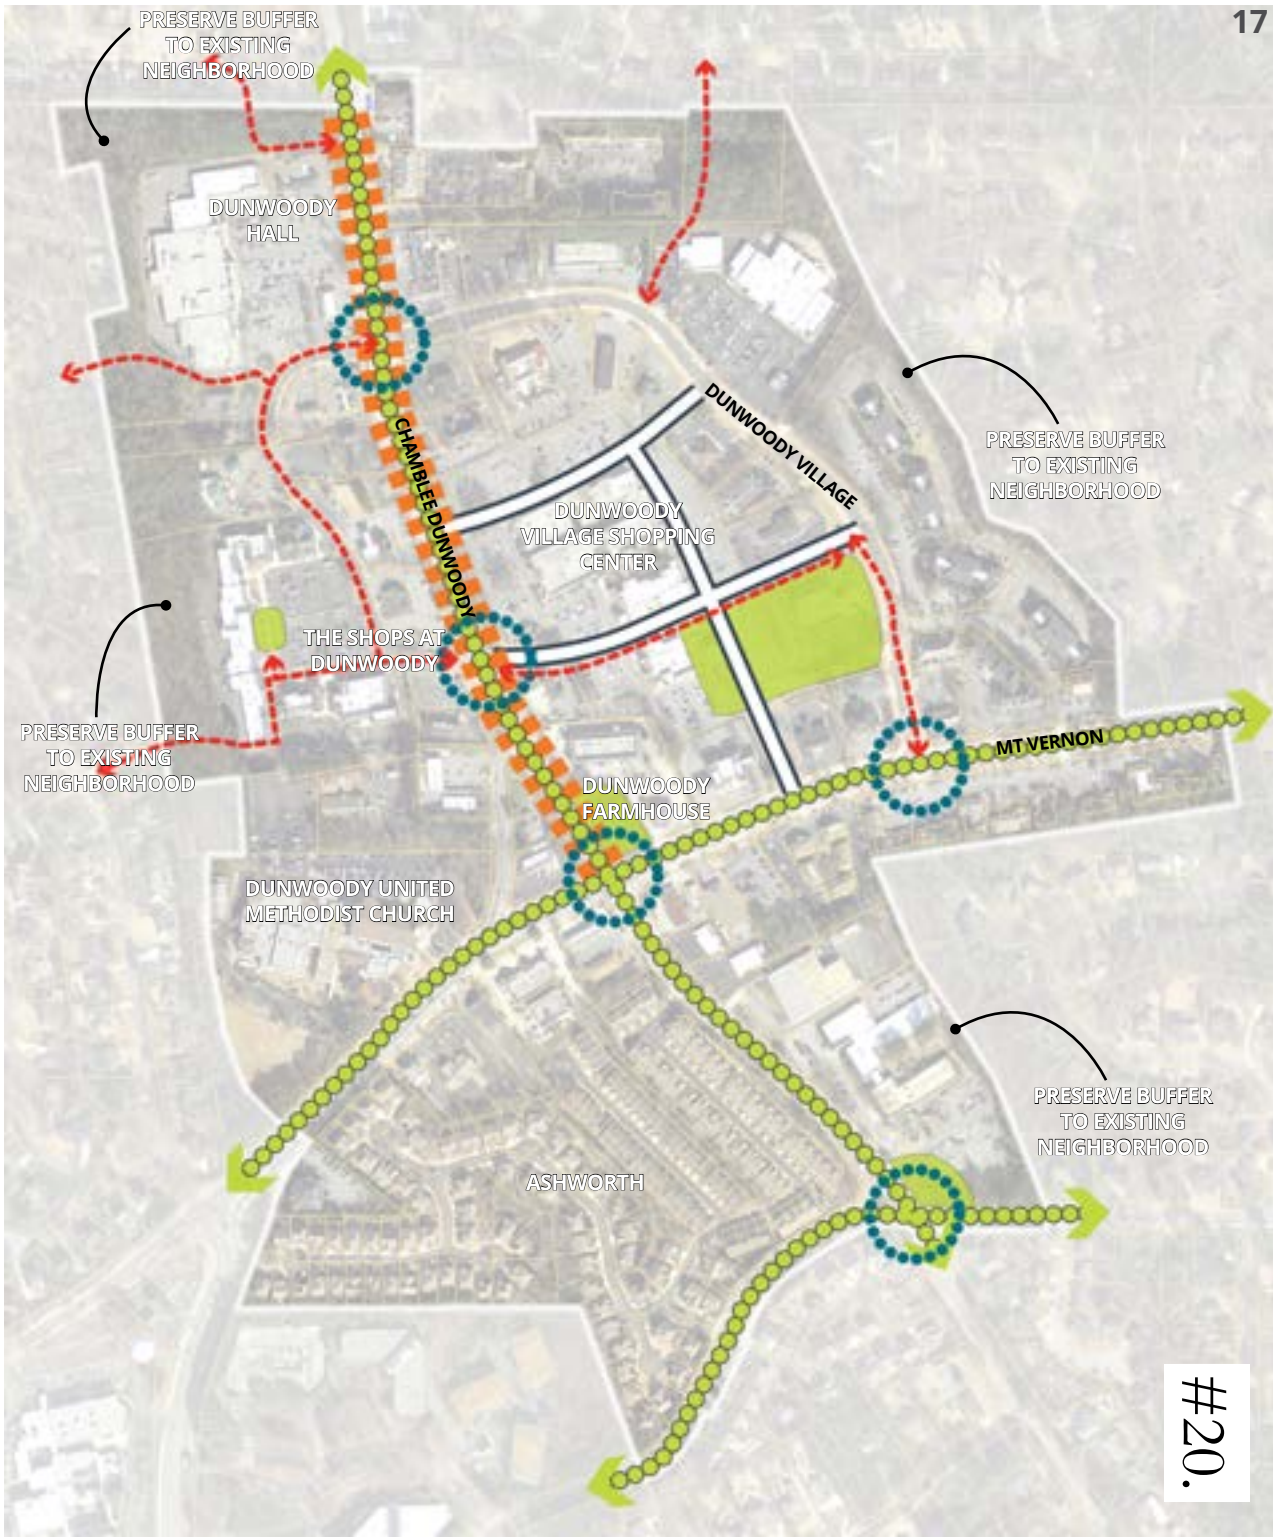 17
PRESERVE BUFFER
TO EXISTING
NEIGHBORHOOD
DUNWOODY
HALL
CHAMBLEE DUNWOODY
DUNWOODY VILLAGE
PRESERVE BUFFER
TO EXISTING
NEIGHBORHOOD
DUNWOODY
VILLAGE SHOPPING
CENTER
THE SHOPS AT
DUNWOODY
PRESERVE BUFFER
TO EXISTING
NEIGHBORHOOD
MT VERNON
DUNWOODY
FARMHOUSE
DUNWOODY UNITED
METHODIST CHURCH
PRESERVE BUFFER
TO EXISTING
NEIGHBORHOOD
ASHWORTH
#20.